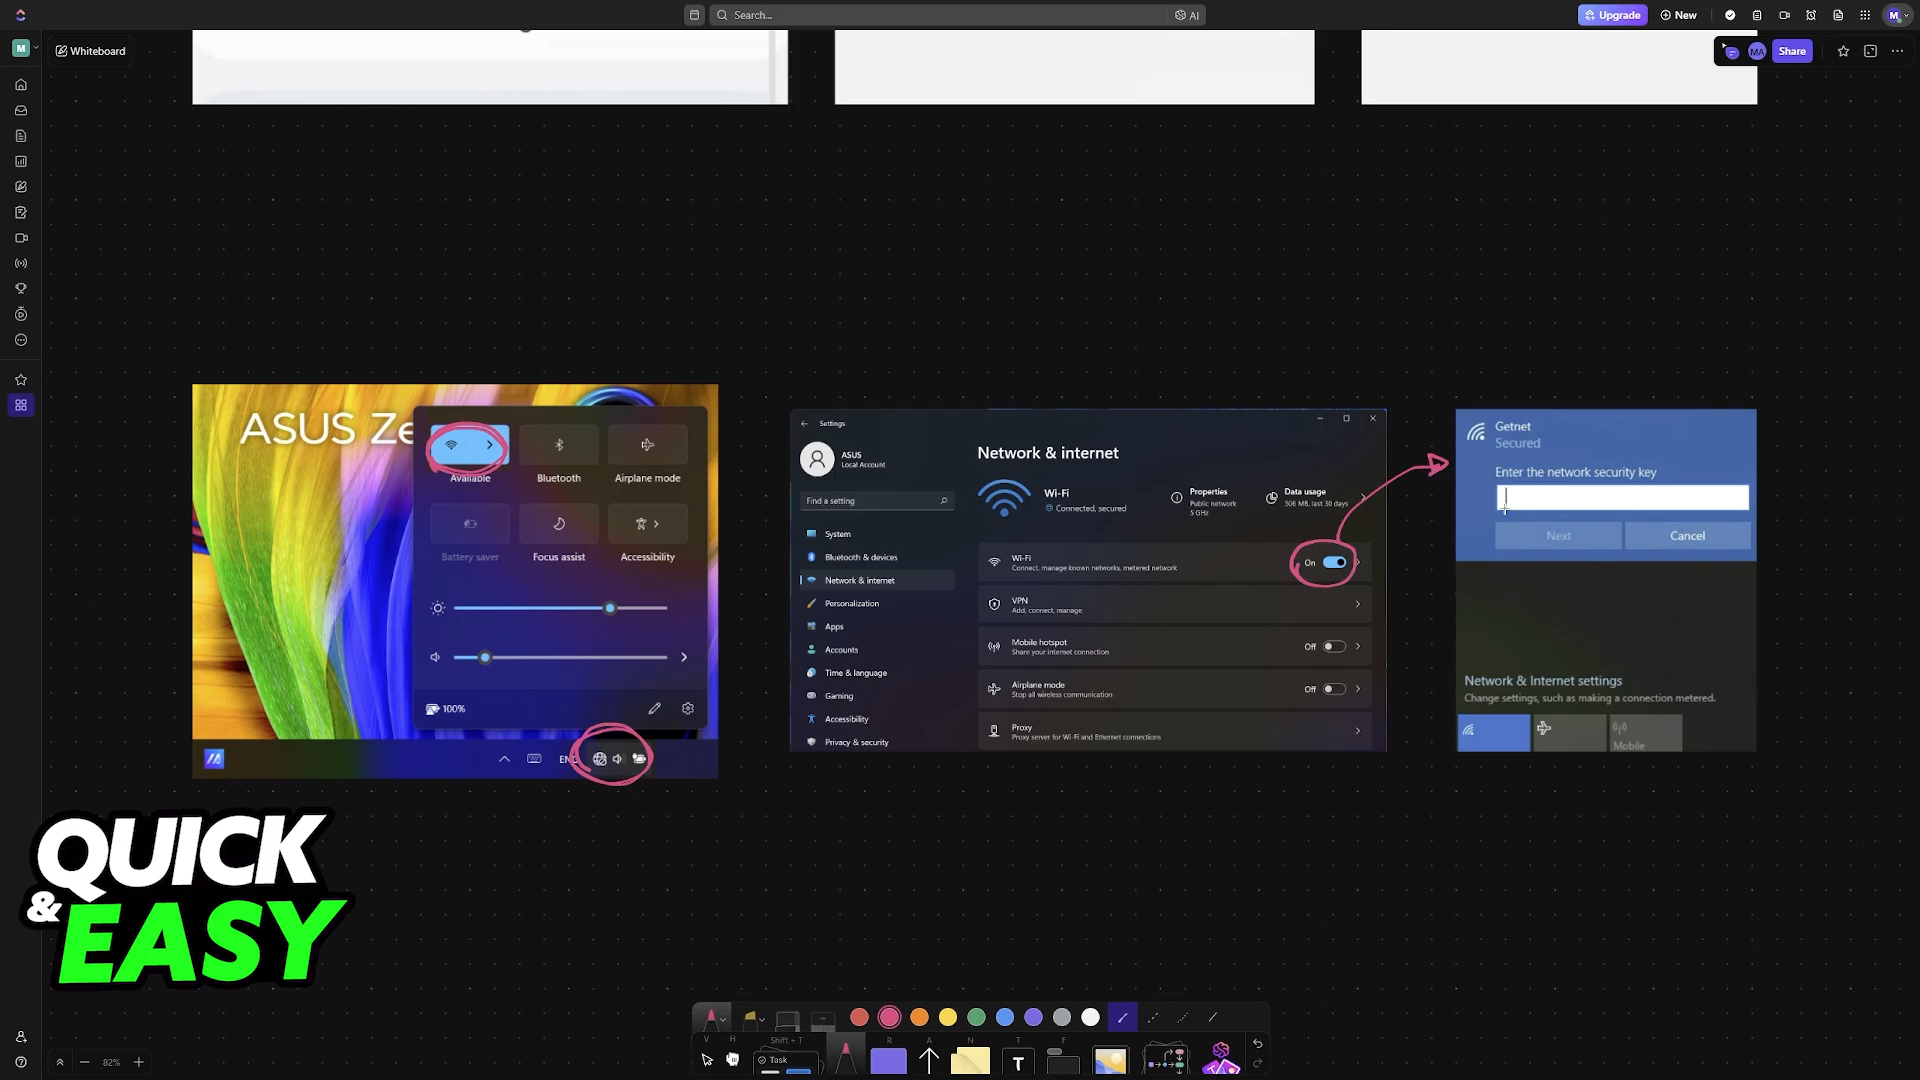 Search...
AI
Upgrade
New
M
M
Whiteboard
MA
Share
ASUS Ze
Available
Bluetooth
Airplane mode
Battery saver
Focus assist
Accessibility
100%
Settings
ASUS
Local Account
Find a setting
System
Bluetooth & devices
Network & internet
Personalization
Apps
Accounts
Time & language
Gaming
Accessibility
Privacy & security
Network & internet
Wi-Fi
Connected, secured
Properties
Public network
5 GHz
Data usage
506 MB, last 30 days
Wi-Fi
Connect, manage known networks, metered network
On
VPN
Add, connect, manage
Mobile hotspot
Share your internet connection
Off
Airplane mode
Stop all wireless communication
Off
Proxy
Proxy server for Wi-Fi and Ethernet connections
Getnet
Secured
Enter the network security key
Next
Cancel
Network & Internet settings
Change settings, such as making a connection metered.
Mobile
QUICK
& EASY
V
H
Shift + T
R
A
N
T
F
Task
T
82%